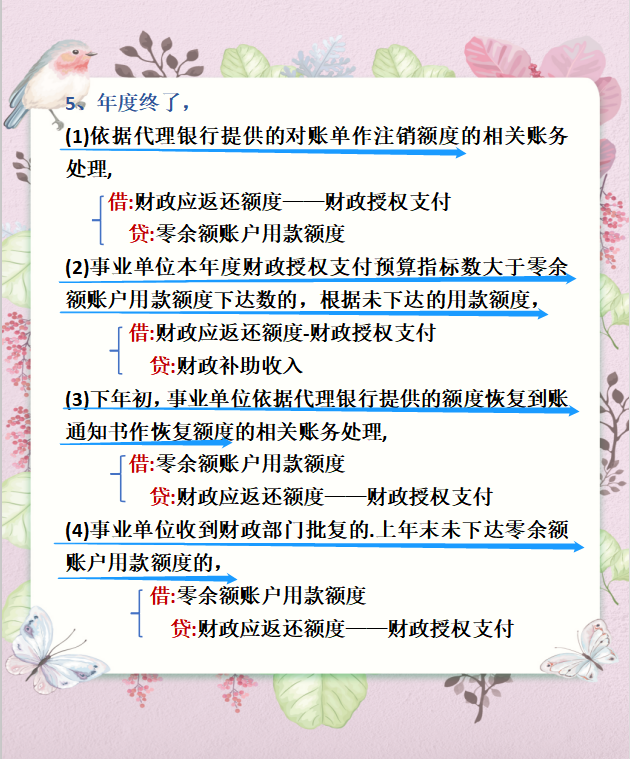 5、年度终了，
(1)依据代理银行提供的对账单作注销额度的相关账务
处理,
借:财政应返还额度——财政授权支付
贷:零余额账户用款额度
(2)事业单位本年度财政授权支付预算指标数大于零余
额账户用款额度下达数的，根据未下达的用款额度，
借:财政应返还额度-财政授权支付
贷:财政补助收入
(3)下年初，事业单位依据代理银行提供的额度恢复到账
通知书作恢复额度的相关账务处理,
借:零余额账户用款额度
贷:财政应返还额度——财政授权支付
(4)事业单位收到财政部门批复的.上年末未下达零余额
账户用款额度的，
借:零余额账户用款额度
贷:财政应返还额度——财政授权支付